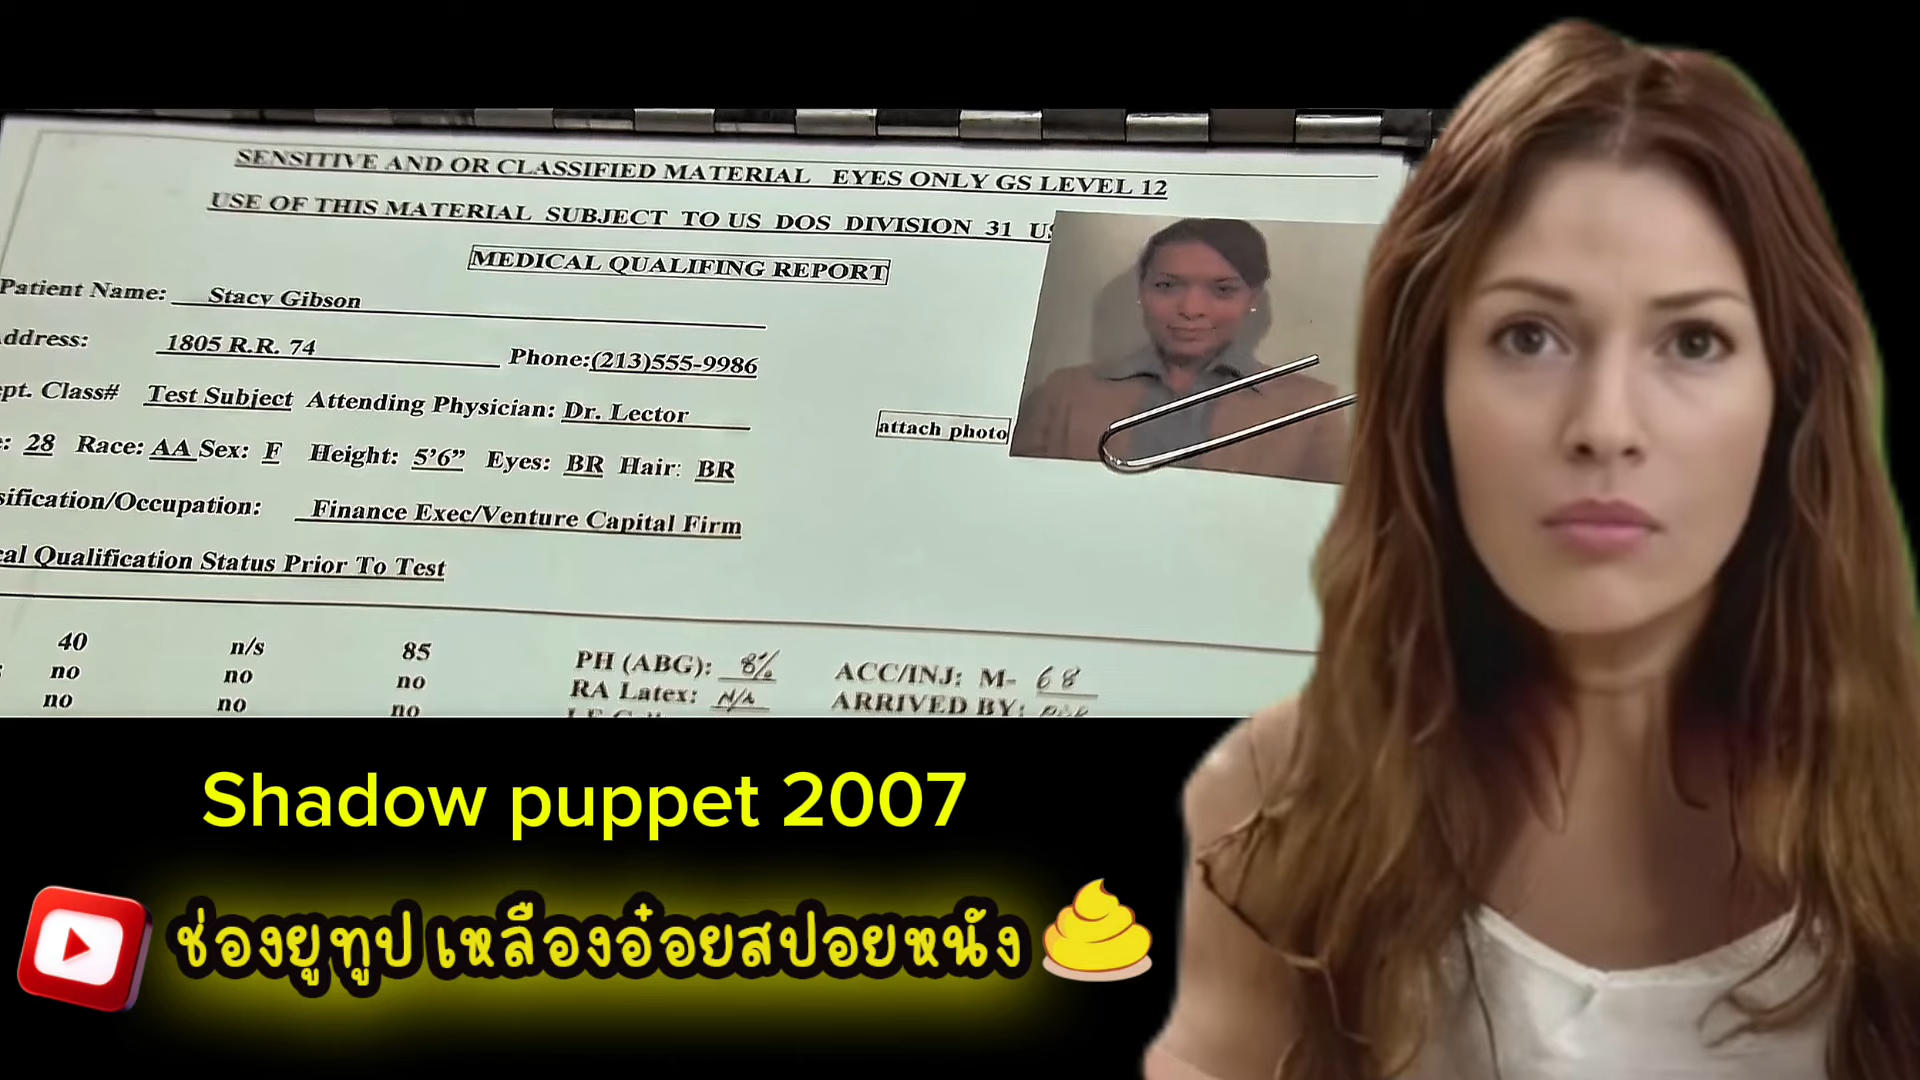 SENSITIVE AND OR CLASSIFIED MATERIAL EYES ONLY GS LEVEL 12
USE OF THIS MATERIAL SUBJECT TO US DOS DIVISION 31
MEDICAL QUALIFING REPORT
Patient Name: Stacy Gibson
1805 R.R. 74 Phone:(213)555-9986
Class# Test Subject Attending Physician: Dr. Lector
attach photo
28 Race: AA Sex: F Height: 5'6" Eyes: BR Hair: BR
Finance Exec/Venture Capital Firm
Qualification Status Prior To Test
40 n/s 85 PH (ABG): 8% ACC/INJ: M- 68
no no no RA Latex: N/A ARRIVED BY:
no no no
Shadow puppet 2007
ช่องยูทูป เหลืองอ๋อยสปอยหนัง